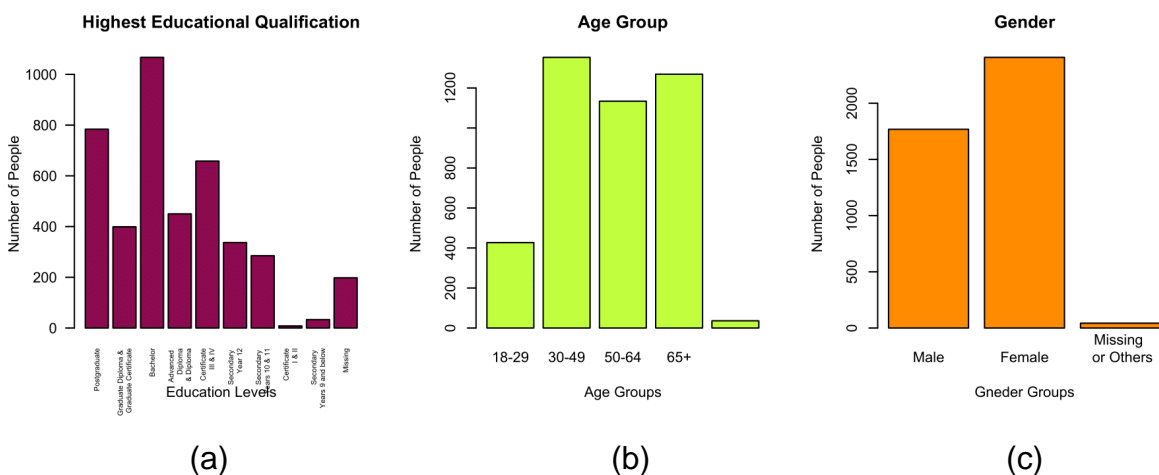 Highest Educational Qualification
Number of People
0
200
400
600
800
1000
Postgraduate
Graduate Diploma &
Graduate Certificate
Bachelor
Advanced
Diploma
& Diploma
Certificate
III & IV
Secondary
Year 12
Secondary
Years 10 & 11
Certificate
I & II
Secondary
Years 9 and below
Missing
Education Levels
(a)
Age Group
Number of People
0
200
400
600
800
1200
18-29
30-49
50-64
65+
Age Groups
(b)
Gender
Number of People
0
500
1000
1500
2000
Male
Female
Missing
or Others
Gneder Groups
(c)